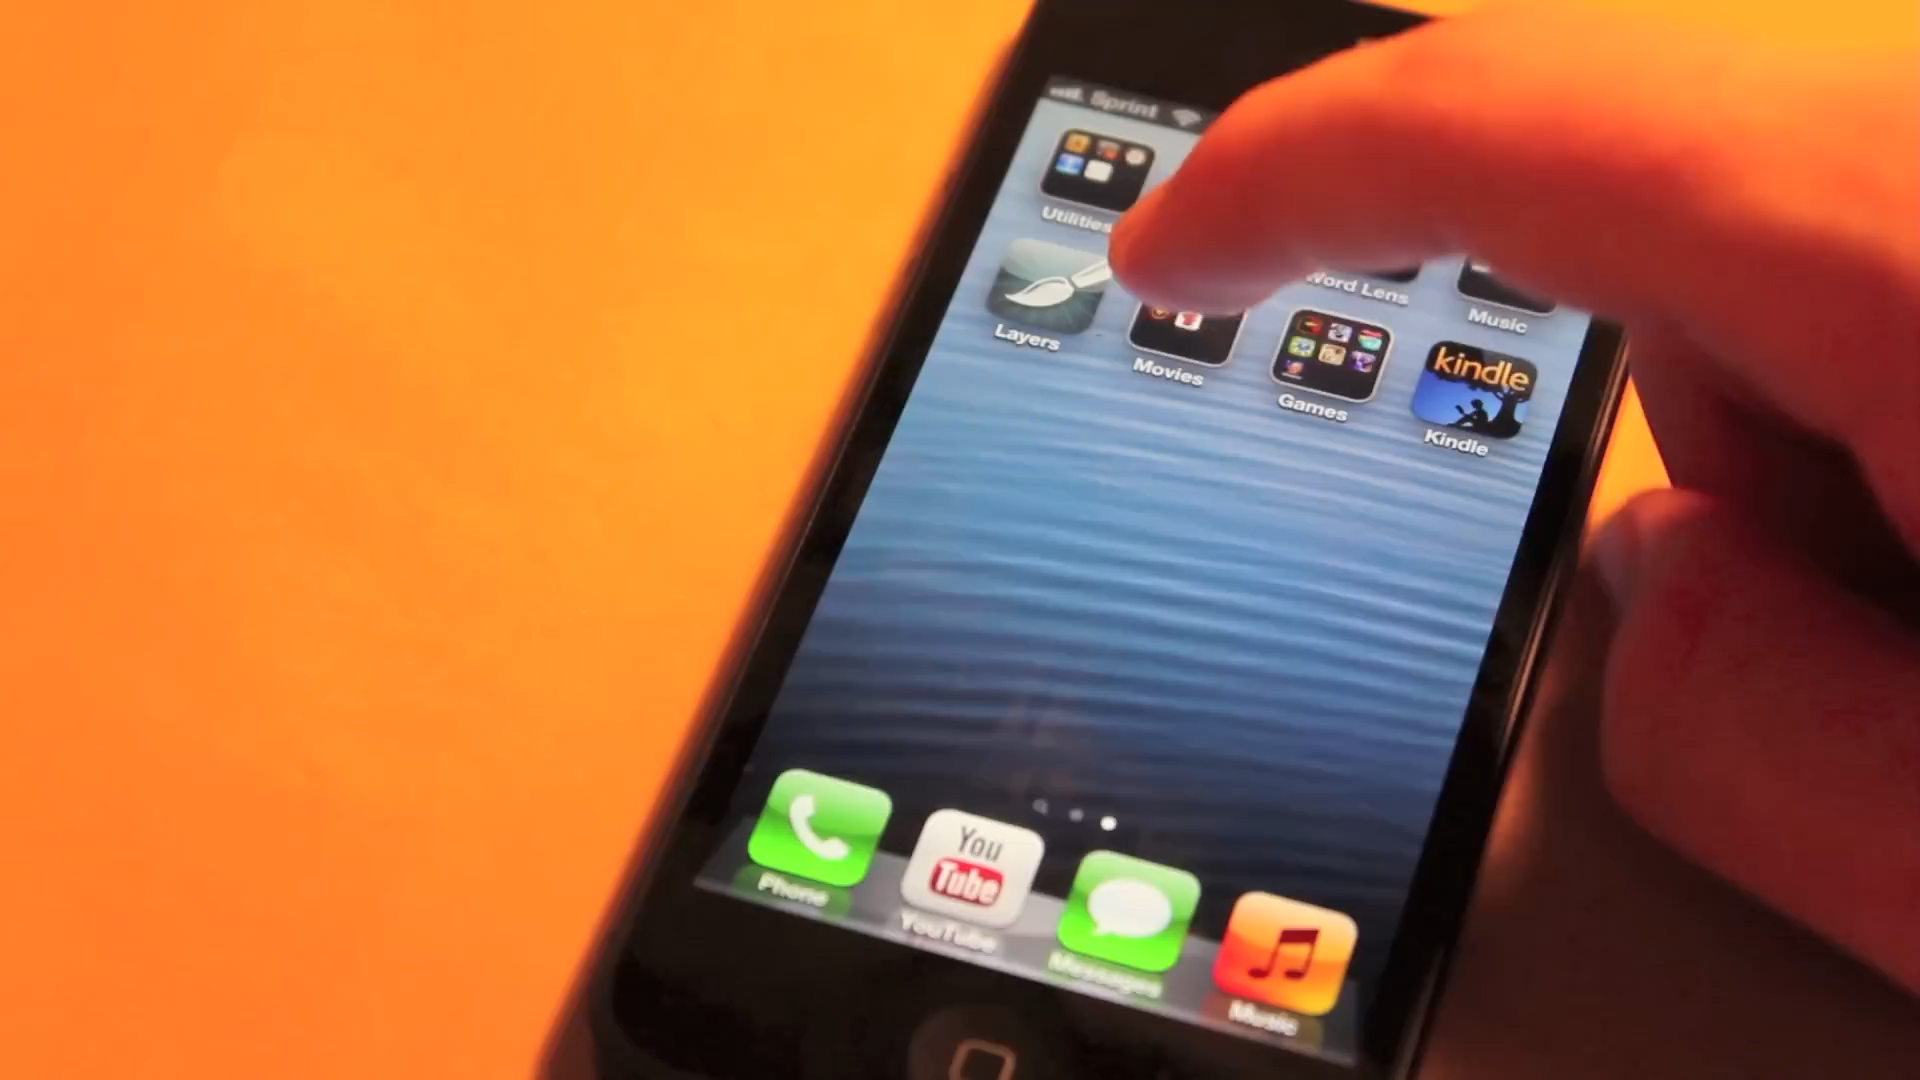 Sprint
Utilities
Word Lens
Music
Layers
Movies
Games
kindle
Kindle
You
Tube
Phone
YouTube
Messages
Music